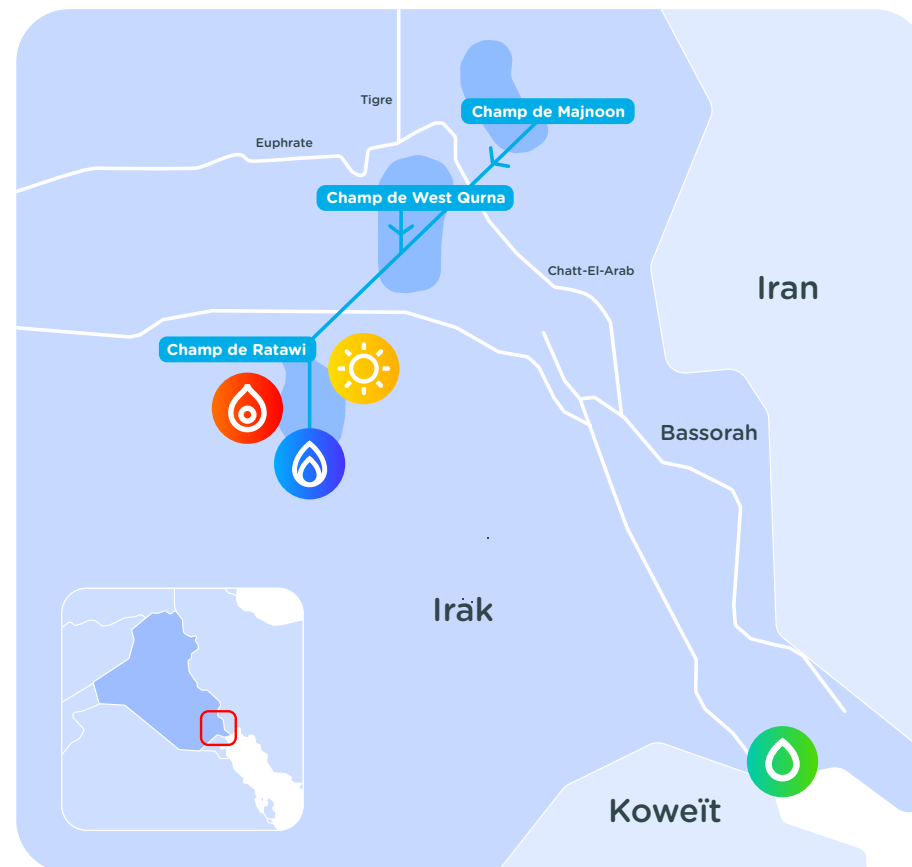 Tigre
Champ de Majnoon
Euphrate
Champ de West Qurna
Chatt-El-Arab
Iran
Champ de Ratawi
Bassorah
Irak
Koweït